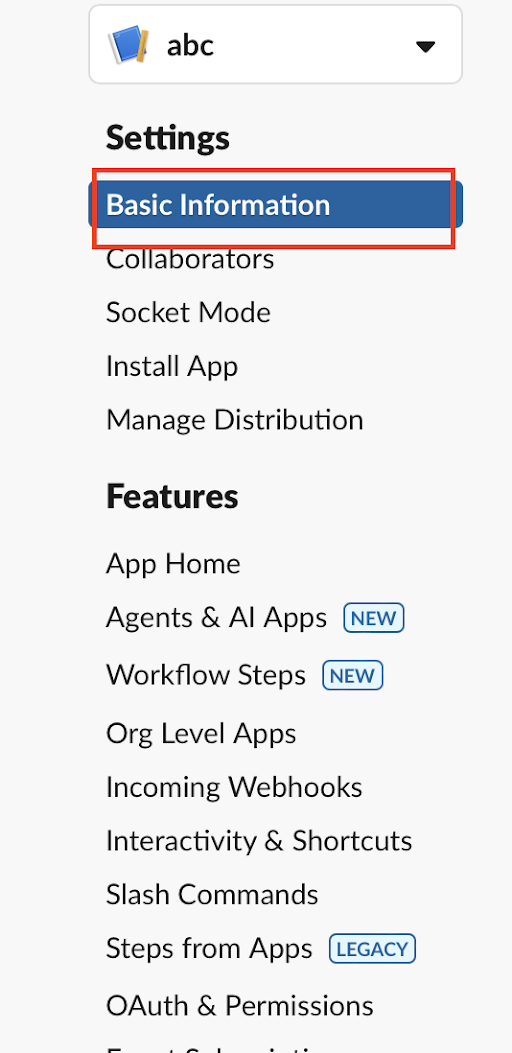 abc
Settings
Basic Information
Collaborators
Socket Mode
Install App
Manage Distribution
Features
App Home
Agents & AI Apps NEW
Workflow Steps NEW
Org Level Apps
Incoming Webhooks
Interactivity & Shortcuts
Slash Commands
Steps from Apps LEGACY
OAuth & Permissions